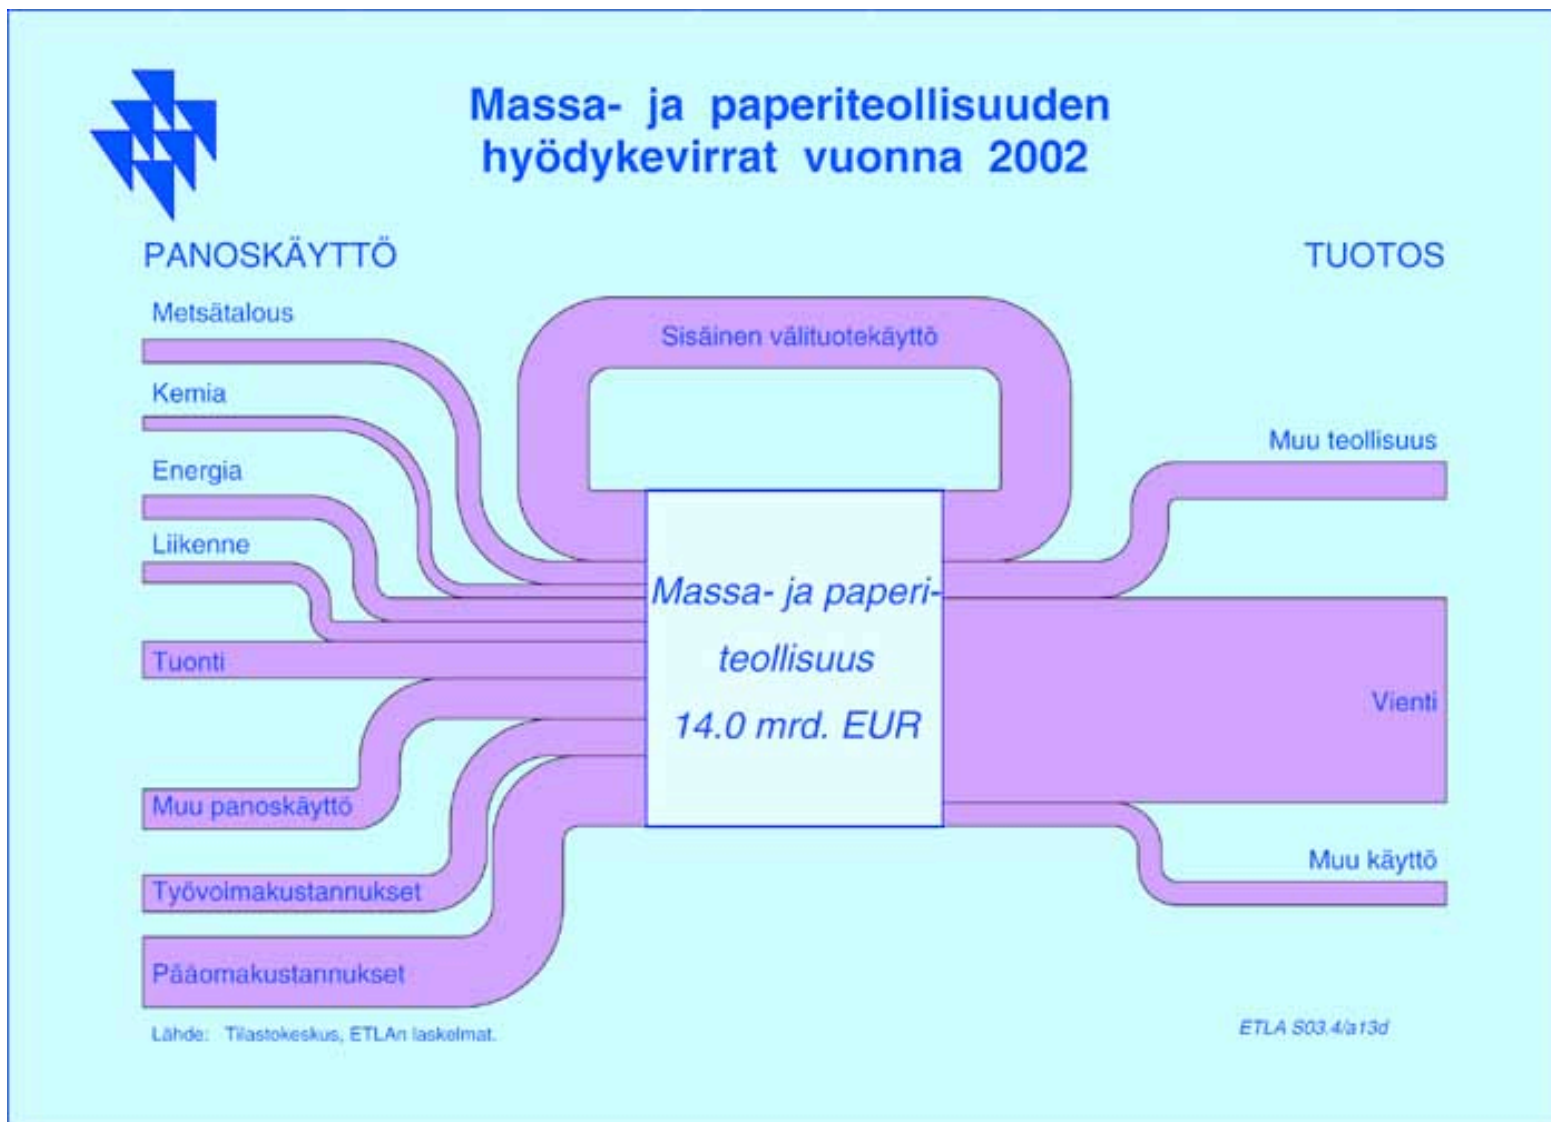 Massa- ja paperiteollisuuden
hyödykevirrat vuonna 2002
PANOSKÄYTTÖ
TUOTOS
Metsätalous
Sisäinen välituotekäyttö
Kemia
Muu teollisuus
Energia
Liikenne
Massa- ja paperi-
teollisuus
14.0 mrd. EUR
Tuonti
Vienti
Muu panoskäyttö
Muu käyttö
Työvoimakustannukset
Pääomakustannukset
Lähde: Tilastokeskus, ETLAn laskelmat.
ETLA S03.4/a13d